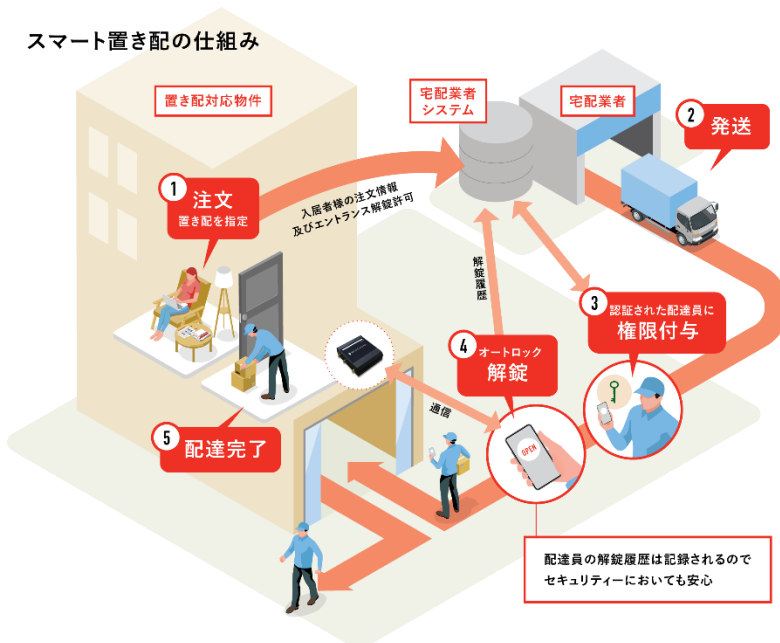 スマート置き配の仕組み
置き配対応物件
宅配業者
システム
宅配業者
2
発送
1
注文
置き配を指定
入居者様の注文情報
及びエントランス解錠許可
解錠履歴
3
認証された配達員に
権限付与
4
オートロック
解錠
通信
OPEN
5
配達完了
配達員の解錠履歴は記録されるので
セキュリティーにおいても安心